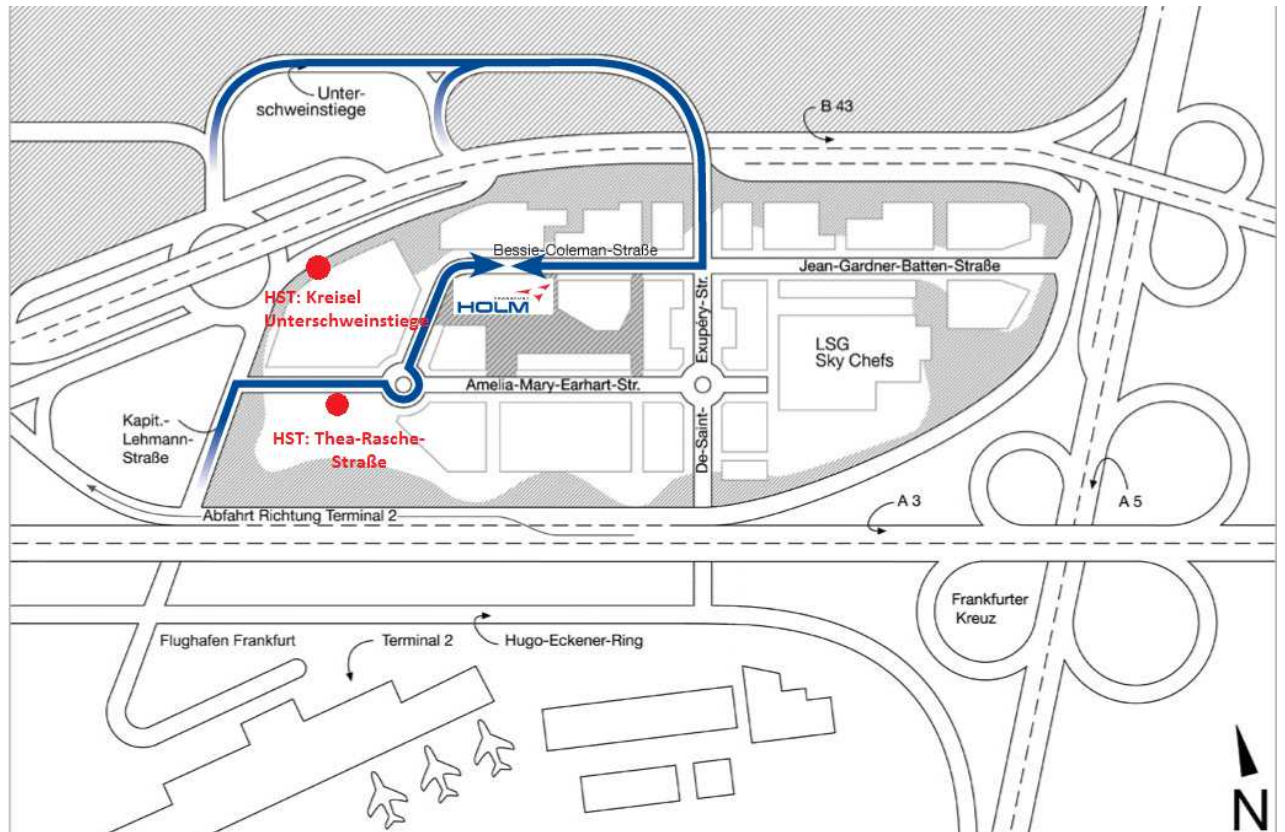 B 43
Unter-
schweinstiege
Bessie-Coleman-Straße
Jean-Gardner-Batten-Straße
HST: Kreisel
Unterschweinstiege
FRANKFURT
HOLM
De-Saint-Exupéry-Str.
LSG
Sky Chefs
Amelia-Mary-Earhart-Str.
Kapit.-
Lehmann-
Straße
HST: Thea-Rasche-
Straße
Abfahrt Richtung Terminal 2
A 3
A 5
Frankfurter
Kreuz
Flughafen Frankfurt
Terminal 2
Hugo-Eckener-Ring
N